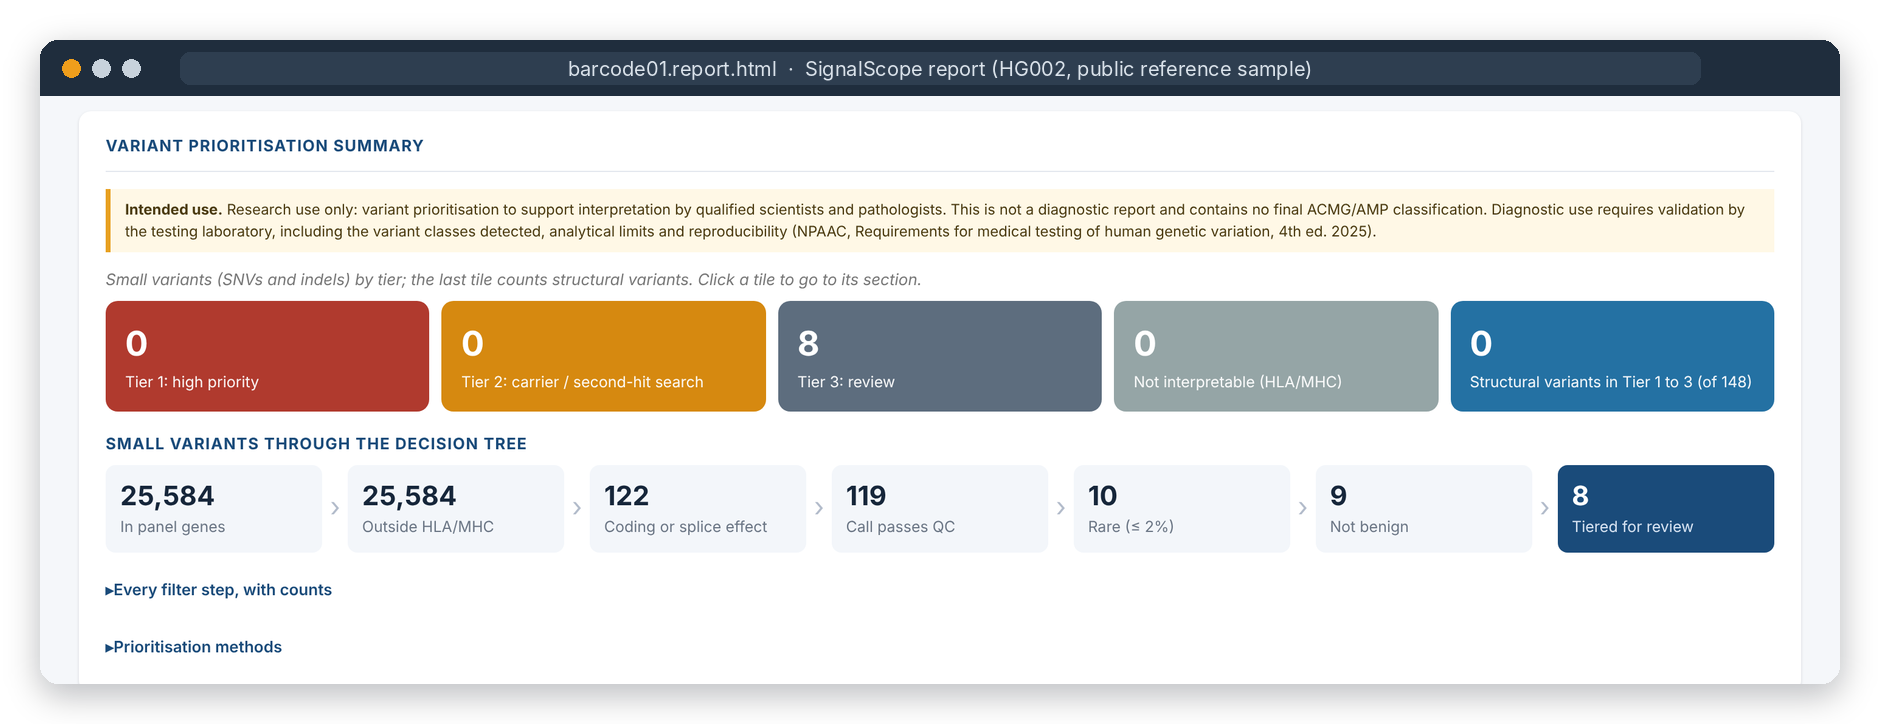 barcode01.report.html · SignalScope report (HG002, public reference sample)
VARIANT PRIORITISATION SUMMARY
Intended use. Research use only: variant prioritisation to support interpretation by qualified scientists and pathologists. This is not a diagnostic report and contains no final ACMG/AMP classification. Diagnostic use requires validation by
the testing laboratory, including the variant classes detected, analytical limits and reproducibility (NPAAC, Requirements for medical testing of human genetic variation, 4th ed. 2025).
Small variants (SNVs and indels) by tier; the last tile counts structural variants. Click a tile to go to its section.
0
Tier 1: high priority
0
Tier 2: carrier / second-hit search
8
Tier 3: review
0
Not interpretable (HLA/MHC)
0
Structural variants in Tier 1 to 3 (of 148)
SMALL VARIANTS THROUGH THE DECISION TREE
25,584
In panel genes
›
25,584
Outside HLA/MHC
›
122
Coding or splice effect
›
119
Call passes QC
›
10
Rare (≤ 2%)
›
9
Not benign
›
8
Tiered for review
▸Every filter step, with counts
▸Prioritisation methods